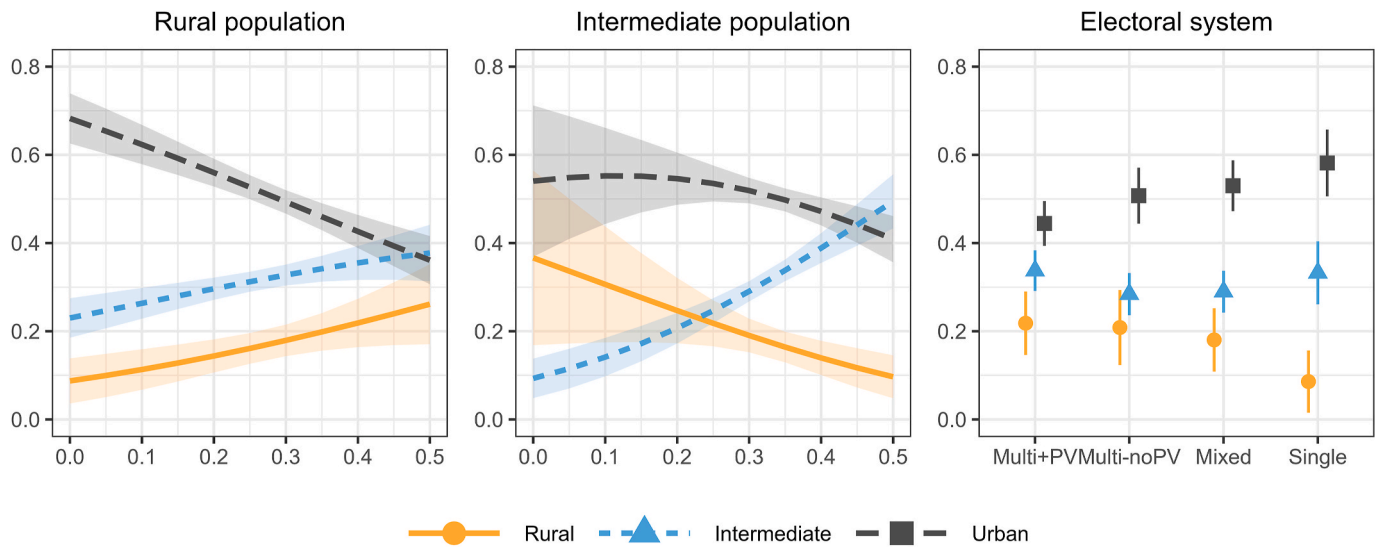 Rural population
Intermediate population
Electoral system
0.8
0.6
0.4
0.2
0.0
0.0 0.1 0.2 0.3 0.4 0.5
0.8
0.6
0.4
0.2
0.0
0.0 0.1 0.2 0.3 0.4 0.5
0.8
0.6
0.4
0.2
0.0
Multi+PV Multi-noPV Mixed Single
Rural Intermediate Urban